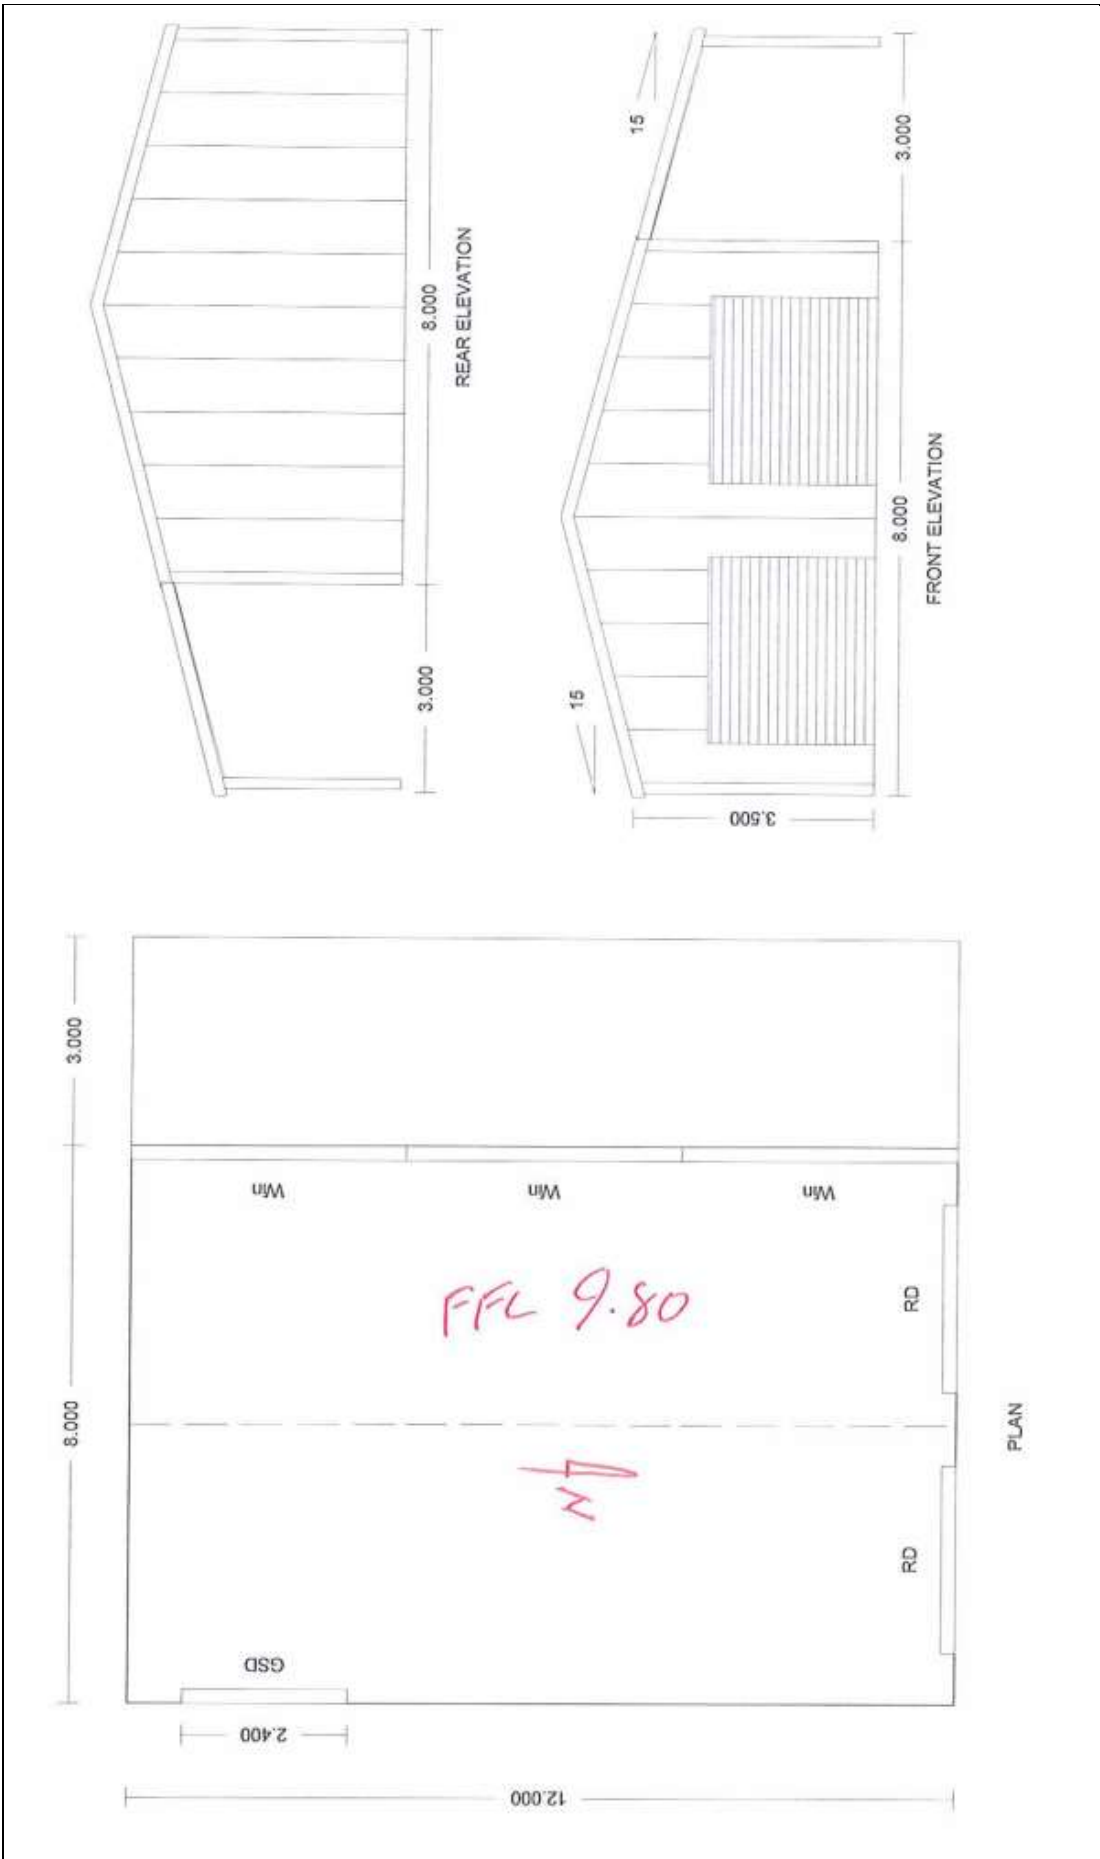 3.000
8.000
Win
Win
Win
FFL 9.80
N
RD
RD
GSD
2.400
12.000
PLAN
8.000
3.000
REAR ELEVATION
15
15
3.500
8.000
3.000
FRONT ELEVATION